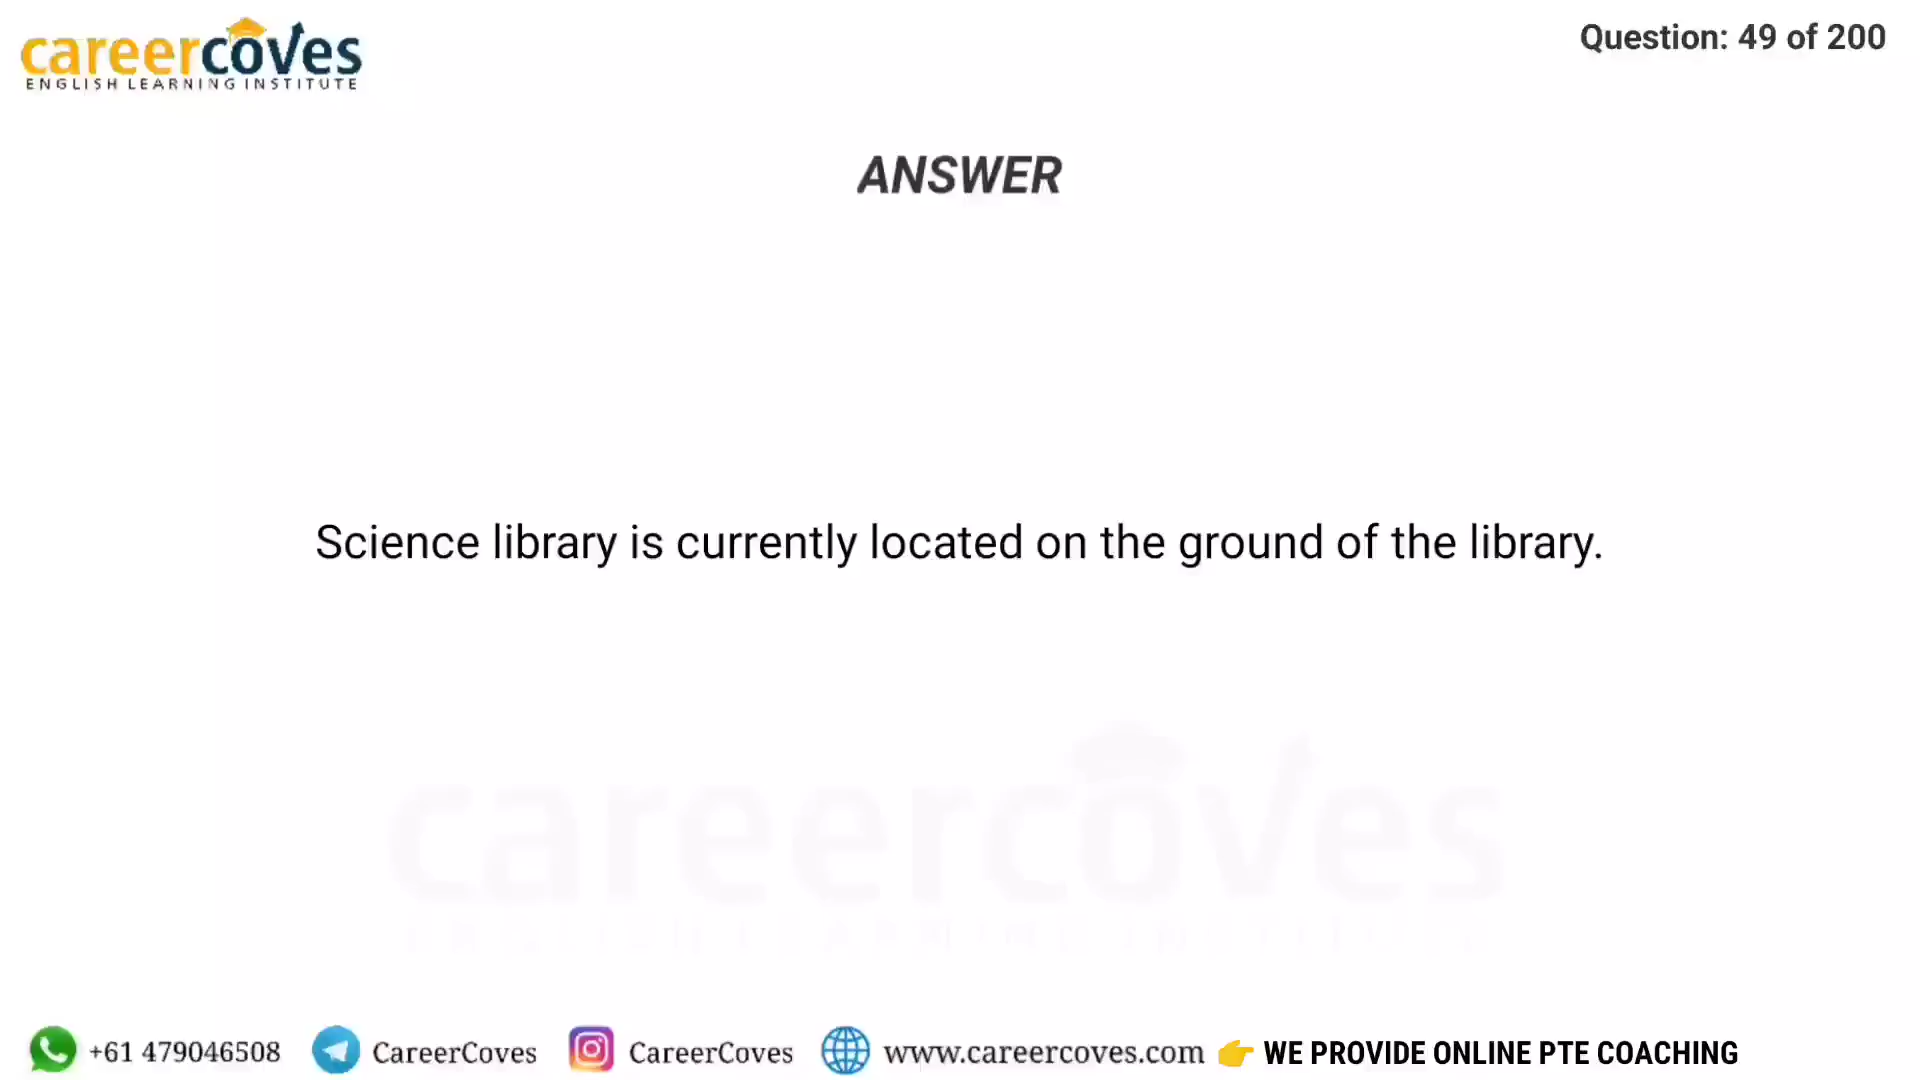 careercoves
ENGLISH LEARNING INSTITUTE
Question: 49 of 200
ANSWER
Science library is currently located on the ground of the library.
careercoves
+61 479046508 CareerCoves CareerCoves www.careercoves.com 👉 WE PROVIDE ONLINE PTE COACHING